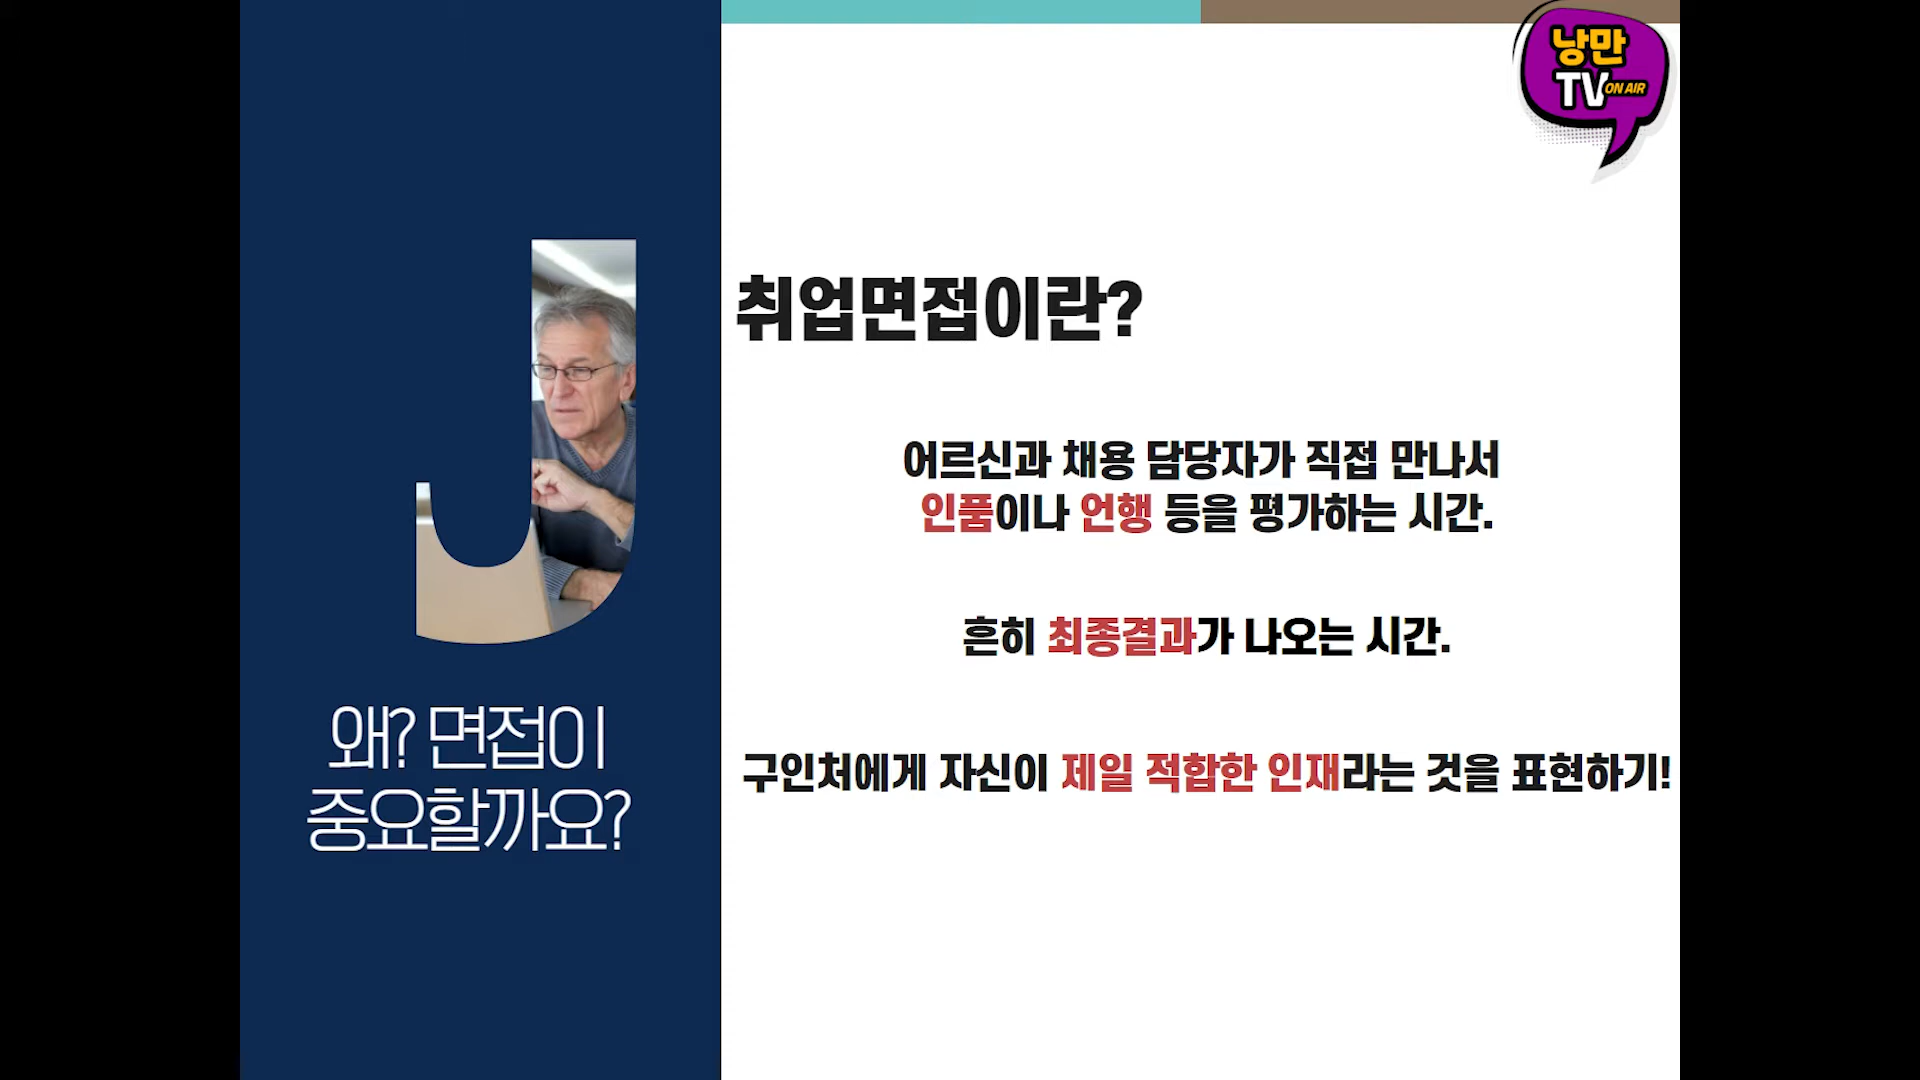 낭만
TV ON AIR
왜? 면접이
중요할까요?
취업면접이란?
어르신과 채용 담당자가 직접 만나서
인품이나 언행 등을 평가하는 시간.
흔히 최종결과가 나오는 시간.
구인처에게 자신이 제일 적합한 인재라는 것을 표현하기!